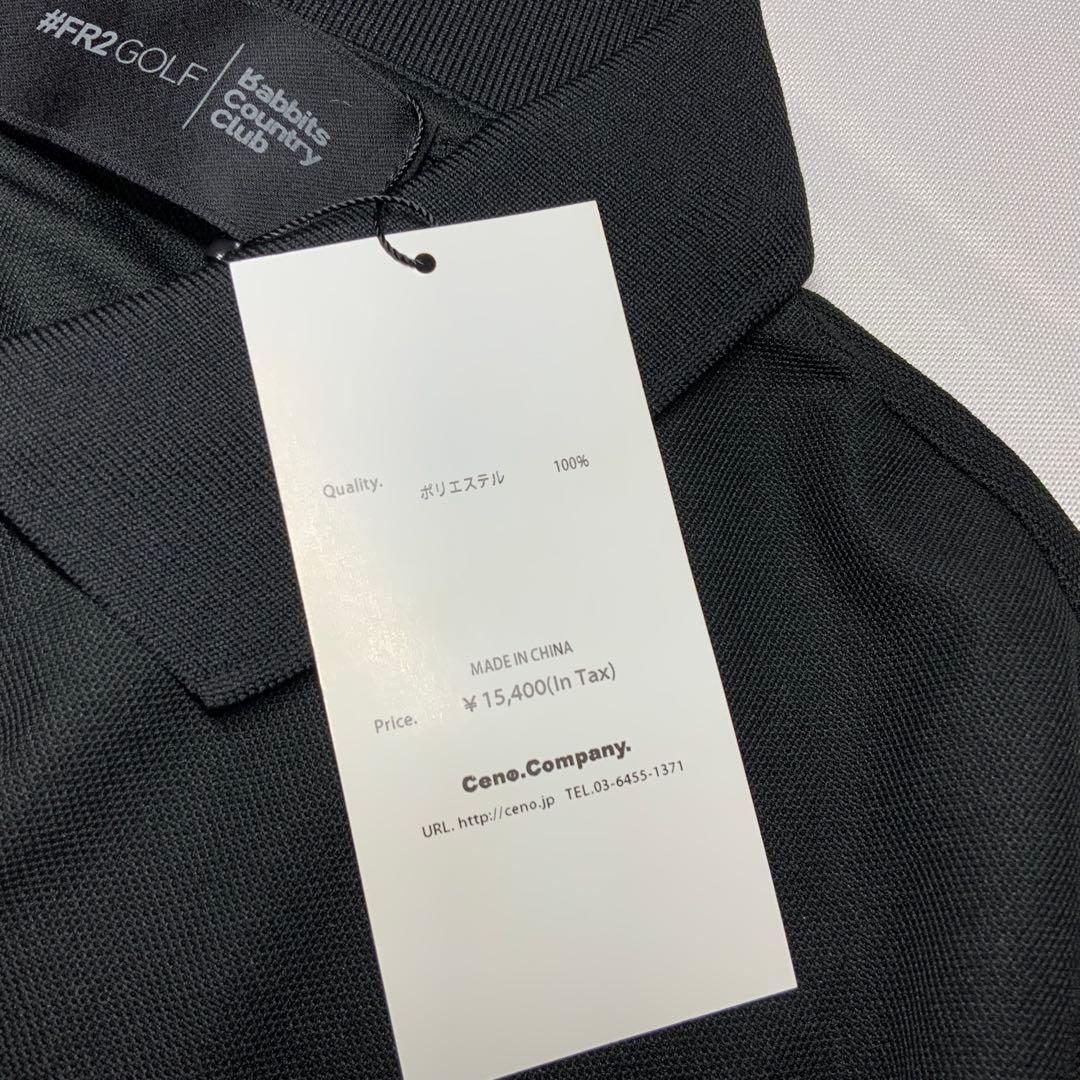 #FR2GOLF
Rabbits
Country
Club
Quality. ポリエステル 100%
MADE IN CHINA
Price. ¥ 15,400(In Tax)
Ceno.Company.
URL. http://ceno.jp TEL.03-6455-1371